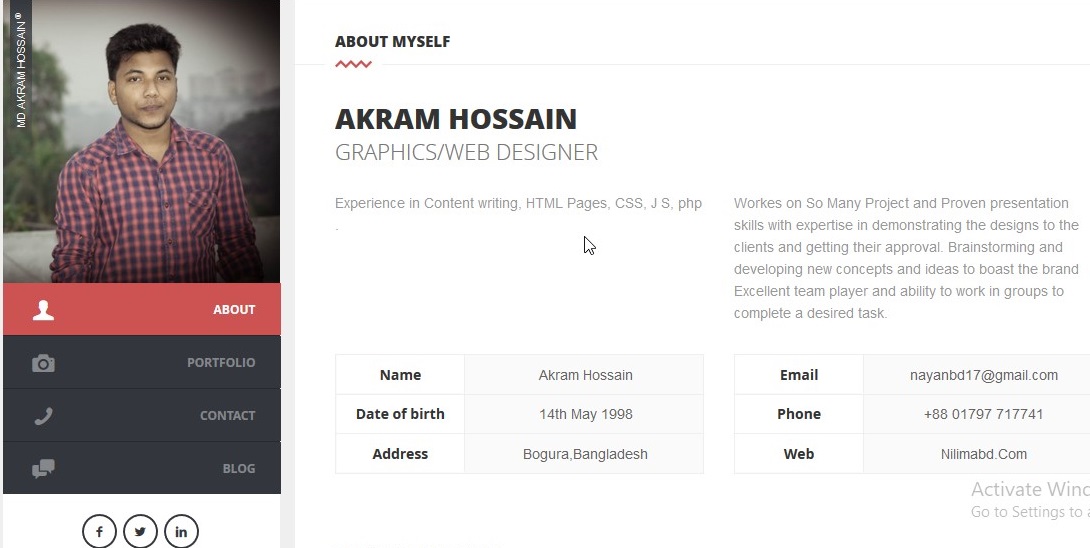 MD AKRAM HOSSAIN ®
ABOUT
PORTFOLIO
CONTACT
BLOG
f
in
ABOUT MYSELF
AKRAM HOSSAIN
GRAPHICS/WEB DESIGNER
Experience in Content writing, HTML Pages, CSS, J S, php
.
Workes on So Many Project and Proven presentation
skills with expertise in demonstrating the designs to the
clients and getting their approval. Brainstorming and
developing new concepts and ideas to boast the brand
Excellent team player and ability to work in groups to
complete a desired task.
Name Akram Hossain
Date of birth 14th May 1998
Address Bogura,Bangladesh
Email nayanbd17@gmail.com
Phone +88 01797 717741
Web Nilimabd.Com
Activate Winc
Go to Settings to a